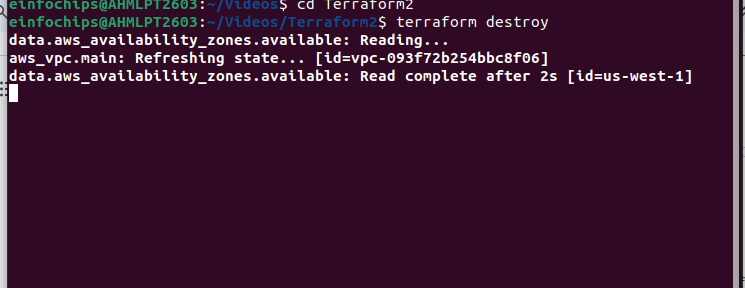 einfochips@AHMLPT2603:~/Videos$ cd Terraform2
einfochips@AHMLPT2603:~/Videos/Terraform2$ terraform destroy
data.aws_availability_zones.available: Reading...
aws_vpc.main: Refreshing state... [id=vpc-093f72b254bbc8f06]
data.aws_availability_zones.available: Read complete after 2s [id=us-west-1]